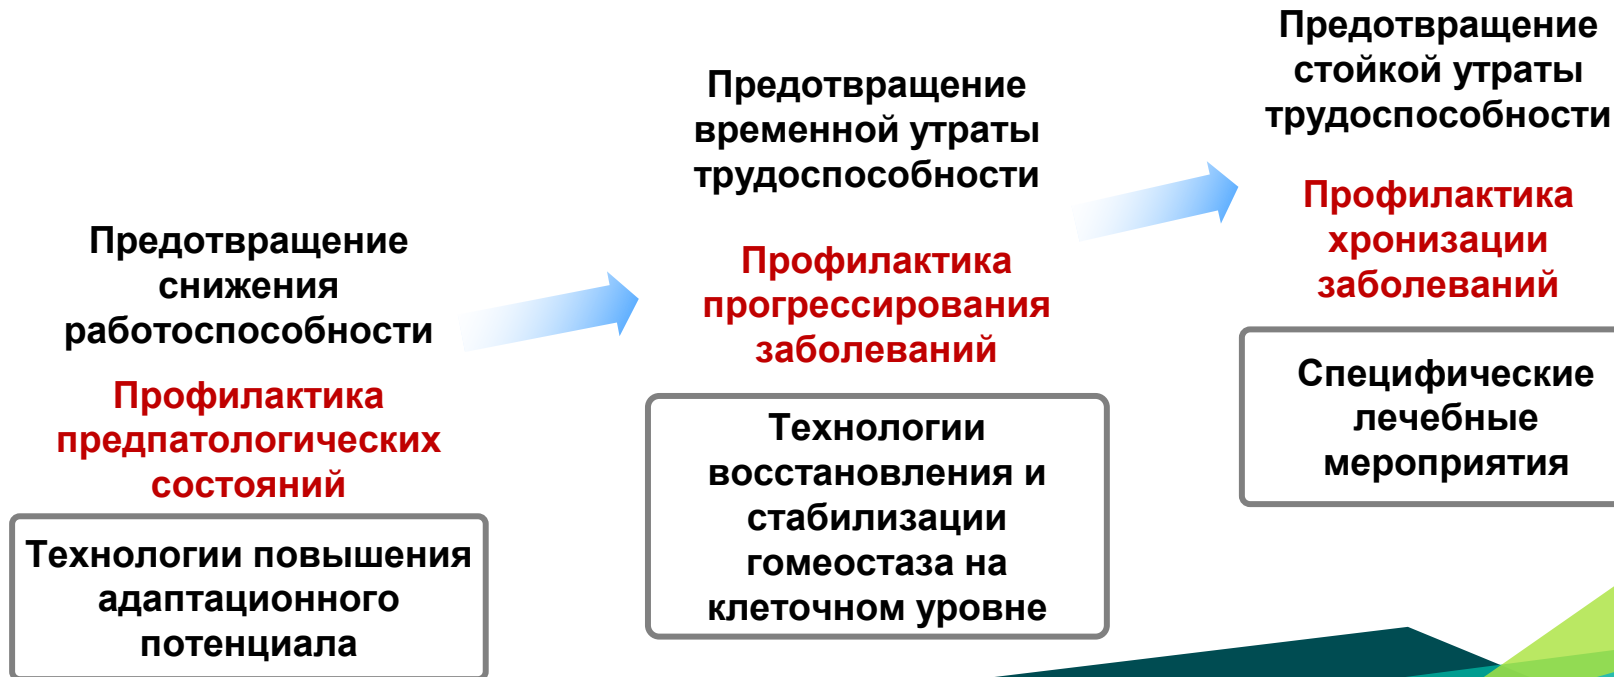 Предотвращение
снижения
работоспособности
Профилактика
предпатологических
состояний
Технологии повышения
адаптационного
потенциала
Предотвращение
временной утраты
трудоспособности
Профилактика
прогрессирования
заболеваний
Технологии
восстановления и
стабилизации
гомеостаза на
клеточном уровне
Предотвращение
стойкой утраты
трудоспособности
Профилактика
хронизации
заболеваний
Специфические
лечебные
мероприятия